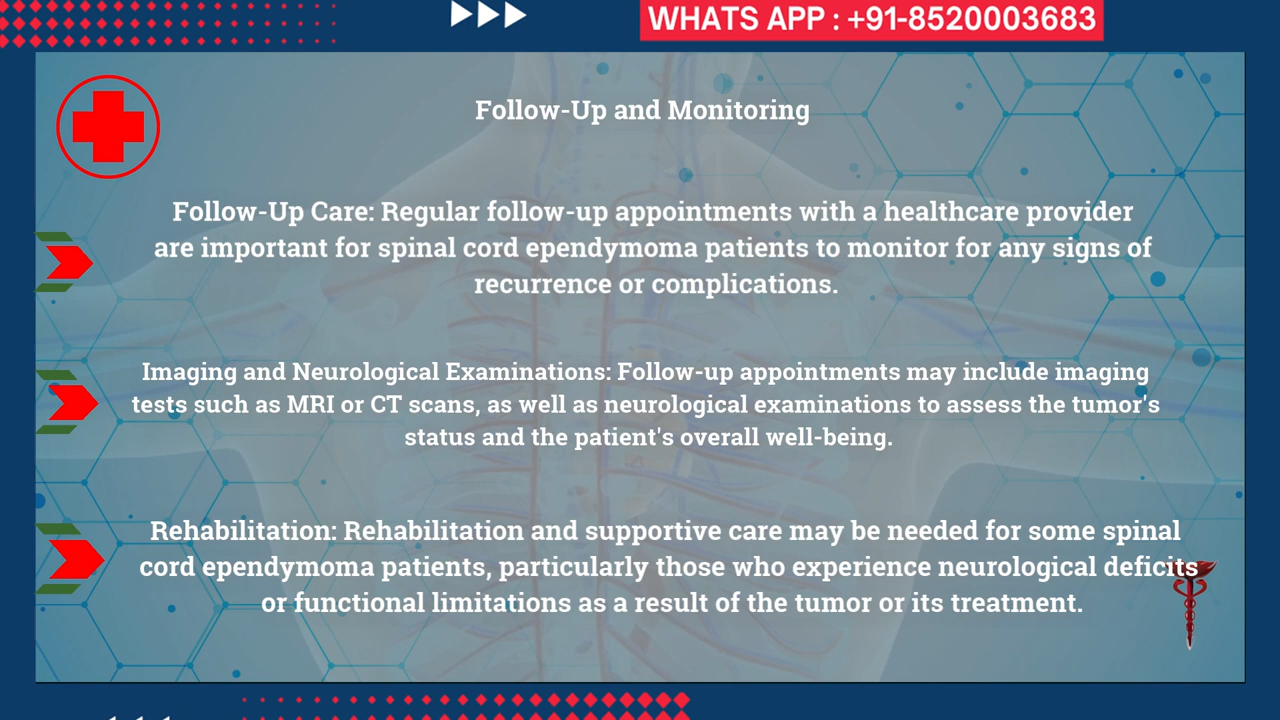 WHATS APP : +91-8520003683
Follow-Up and Monitoring
Follow-Up Care: Regular follow-up appointments with a healthcare provider
are important for spinal cord ependymoma patients to monitor for any signs of
recurrence or complications.
Imaging and Neurological Examinations: Follow-up appointments may include imaging
tests such as MRI or CT scans, as well as neurological examinations to assess the tumor's
status and the patient's overall well-being.
Rehabilitation: Rehabilitation and supportive care may be needed for some spinal
cord ependymoma patients, particularly those who experience neurological deficits
or functional limitations as a result of the tumor or its treatment.